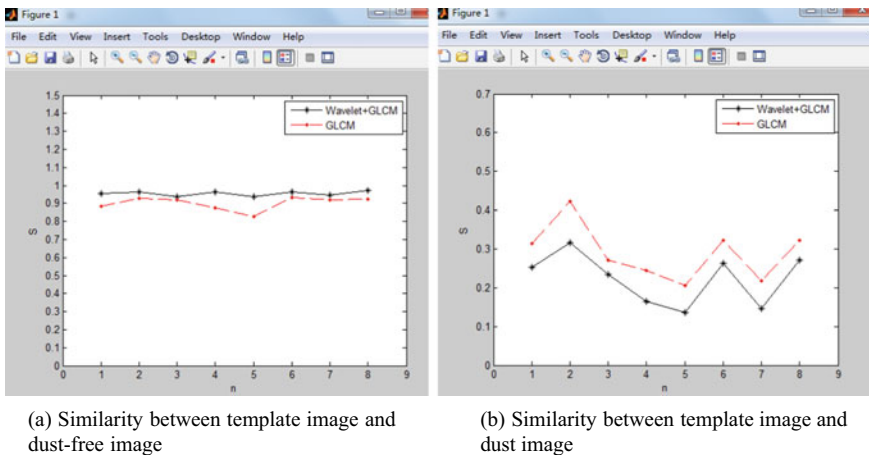 Figure 1
File Edit View Insert Tools Desktop Window Help
1.5
1.4
1.3
1.2
1.1
1
0.9
0.8
0.7
0.6
0.5
0.4
0.3
0.2
0.1
0
S
Wavelet+GLCM
GLCM
0 1 2 3 4 5 6 7 8 9
n
(a) Similarity between template image and
dust-free image
Figure 1
File Edit View Insert Tools Desktop Window Help
0.7
0.6
0.5
0.4
0.3
0.2
0.1
0
S
Wavelet+GLCM
GLCM
0 1 2 3 4 5 6 7 8 9
n
(b) Similarity between template image and
dust image